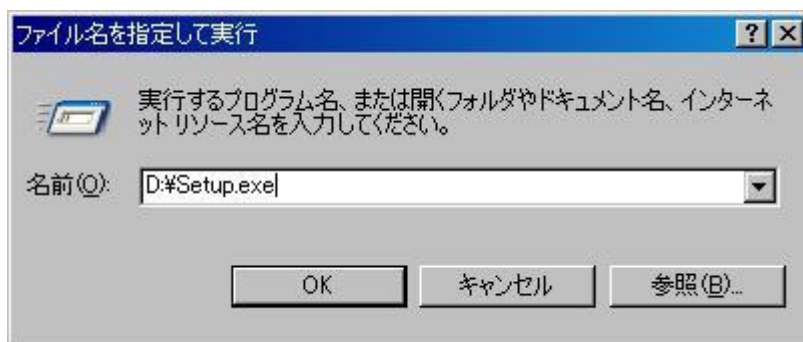 ファイル名を指定して実行
実行するプログラム名、または開くフォルダやドキュメント名、インターネ
ット リソース名を入力してください。
名前(O): D:¥Setup.exe
OK キャンセル 参照(B)...